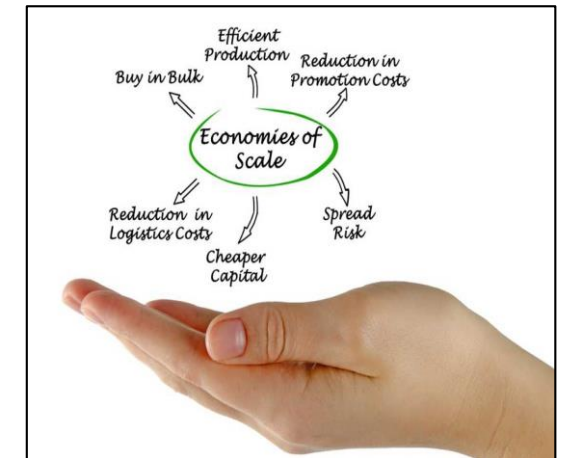 Efficient
Production
Reduction in
Promotion Costs
Buy in Bulk
Economies of
Scale
Reduction in
Logistics Costs
Spread
Risk
Cheaper
Capital